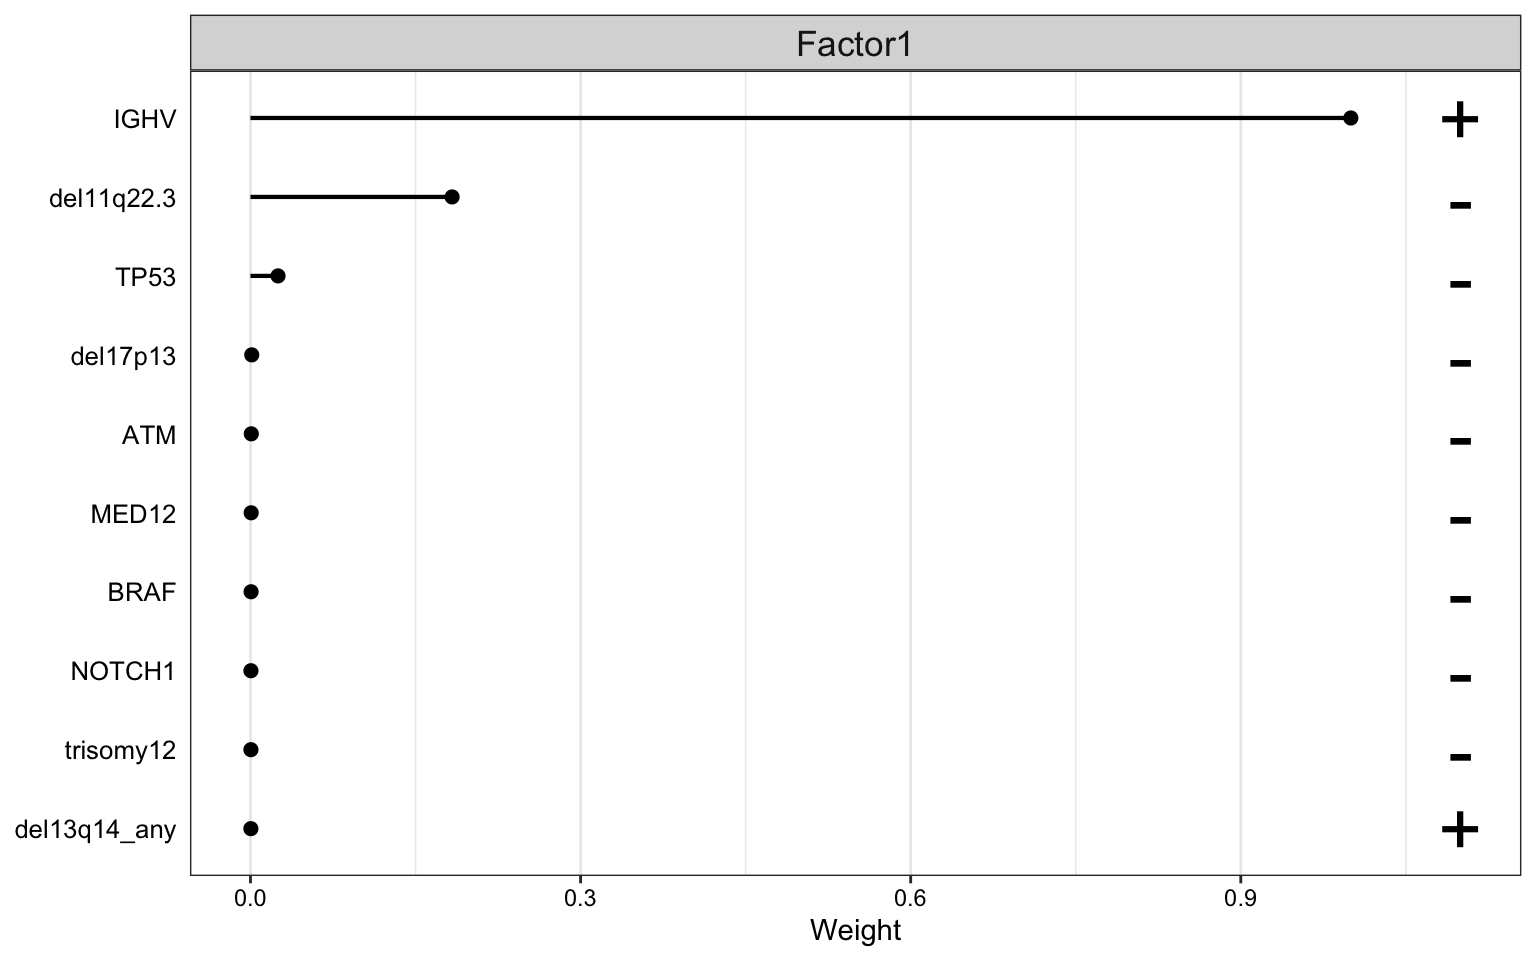 Factor1
IGHV +
del11q22.3 -
TP53 -
del17p13 -
ATM -
MED12 -
BRAF -
NOTCH1 -
trisomy12 -
del13q14_any +
0.0 0.3 0.6 0.9
Weight